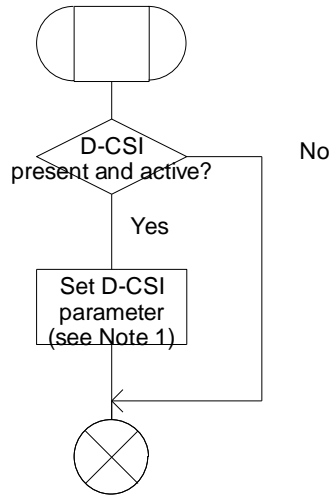 D-CSI
present and active?
No
Yes
Set D-CSI
parameter
(see Note 1)